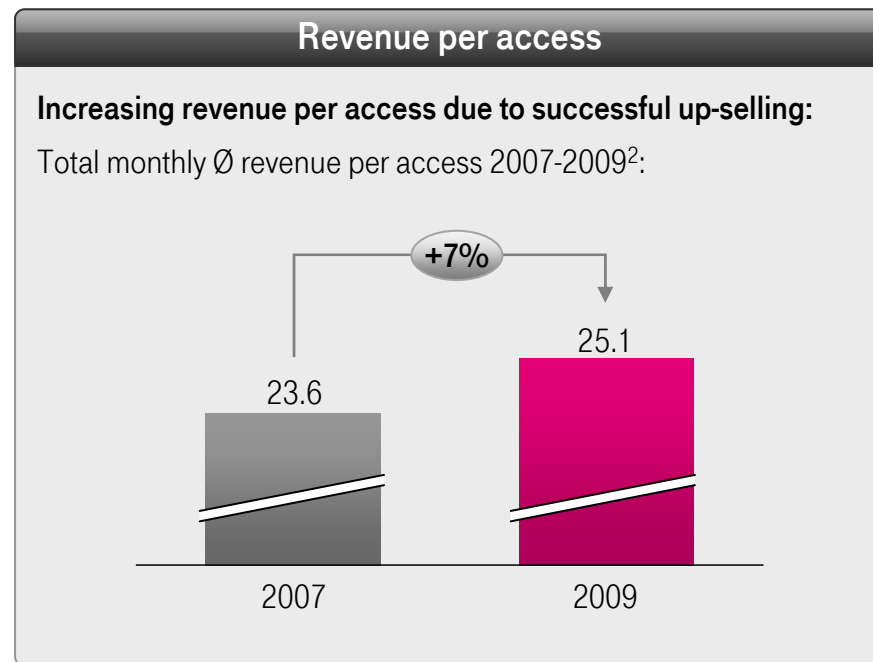 Revenue per access
Increasing revenue per access due to successful up-selling:
Total monthly Ø revenue per access 2007-2009²:
+7%
25.1
23.6
2007 2009